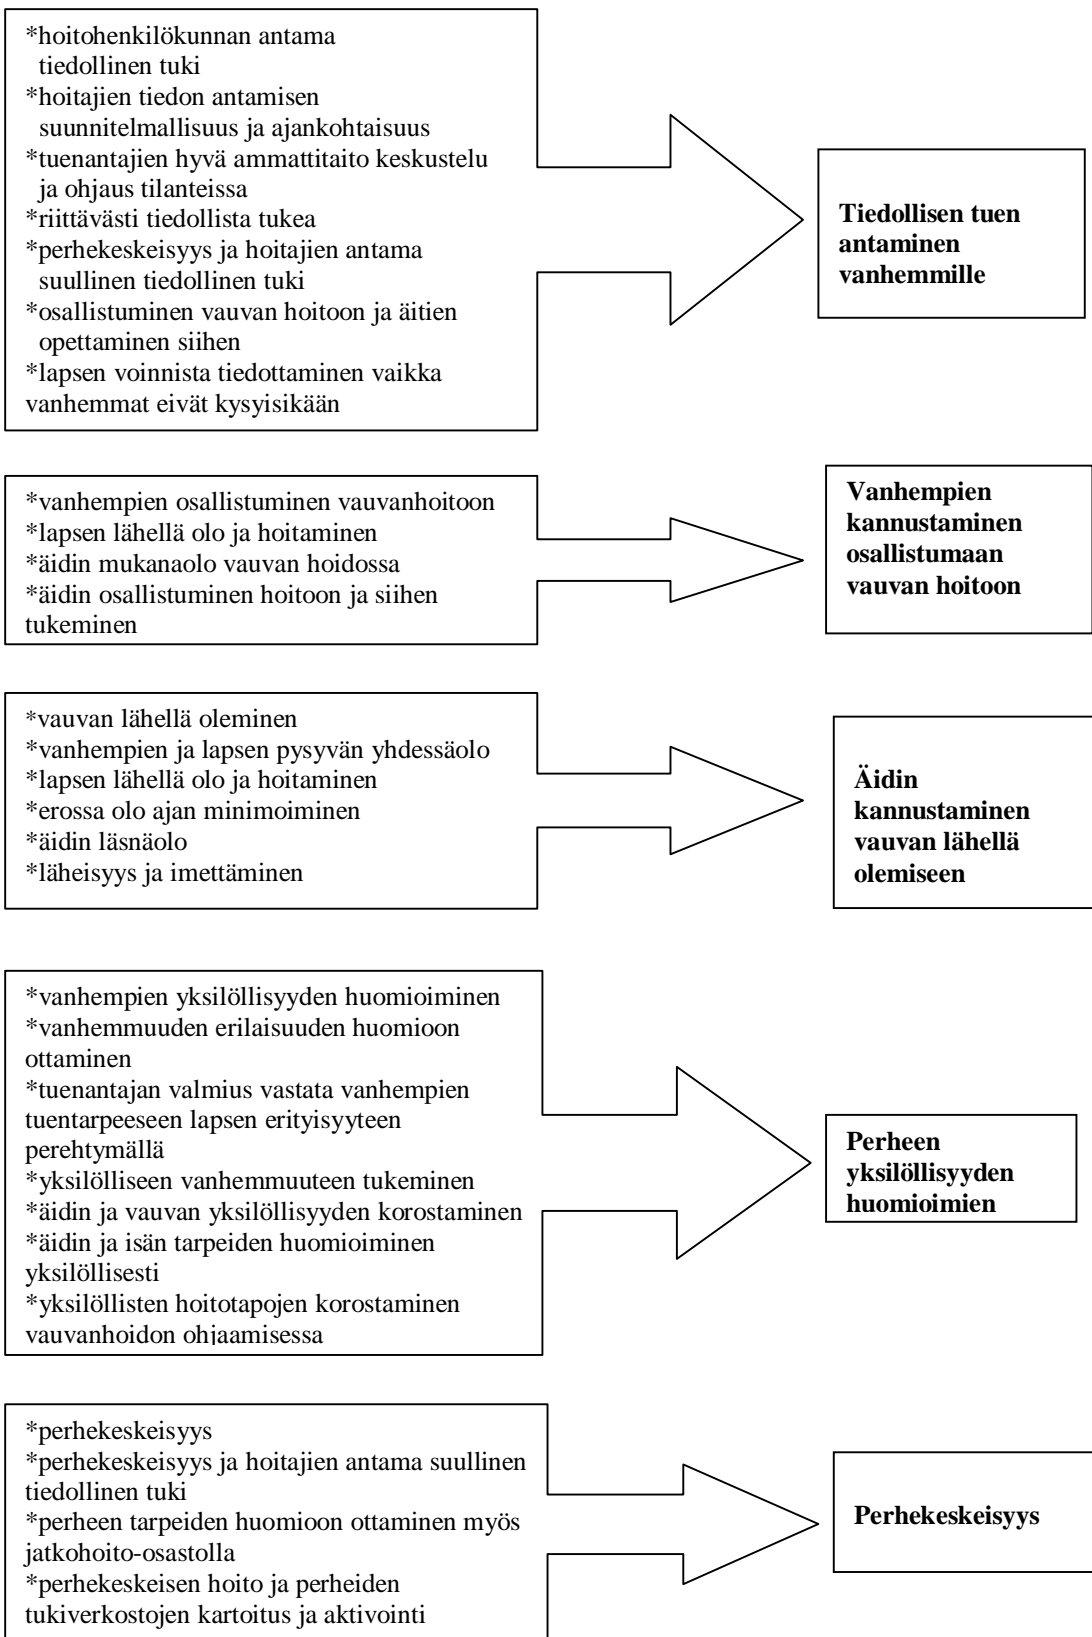 *hoitohenkilökunnan antama
tiedollinen tuki
*hoitajien tiedon antamisen
suunnitelmallisuus ja ajankohtaisuus
*tuenantajien hyvä ammattitaito keskustelu
ja ohjaus tilanteissa
*riittävästi tiedollista tukea
*perhekeskeisyys ja hoitajien antama
suullinen tiedollinen tuki
*osallistuminen vauvan hoitoon ja äitien
opettaminen siihen
*lapsen voinnista tiedottaminen vaikka
vanhemmat eivät kysyisikään
Tiedollisen tuen
antaminen
vanhemmille
*vanhempien osallistuminen vauvanhoitoon
*lapsen lähellä olo ja hoitaminen
*äidin mukanaolo vauvan hoidossa
*äidin osallistuminen hoitoon ja siihen
tukeminen
Vanhempien
kannustaminen
osallistumaan
vauvan hoitoon
*vauvan lähellä oleminen
*vanhempien ja lapsen pysyvän yhdessäolo
*lapsen lähellä olo ja hoitaminen
*erossa olo ajan minimoiminen
*äidin läsnäolo
*läheisyys ja imettäminen
Äidin
kannustaminen
vauvan lähellä
olemiseen
*vanhempien yksilöllisyyden huomioiminen
*vanhemmuuden erilaisuuden huomioon
ottaminen
*tuenantajan valmius vastata vanhempien
tuentarpeeseen lapsen erityisyyteen
perehtymällä
*yksilölliseen vanhemmuuteen tukeminen
*äidin ja vauvan yksilöllisyyden korostaminen
*äidin ja isän tarpeiden huomioiminen
yksilöllisesti
*yksilöllisten hoitotapojen korostaminen
vauvanhoidon ohjaamisessa
Perheen
yksilöllisyyden
huomioimien
*perhekeskeisyys
*perhekeskeisyys ja hoitajien antama suullinen
tiedollinen tuki
*perheen tarpeiden huomioon ottaminen myös
jatkohoito-osastolla
*perhekeskeisen hoito ja perheiden
tukiverkostojen kartoitus ja aktivointi
Perhekeskeisyys